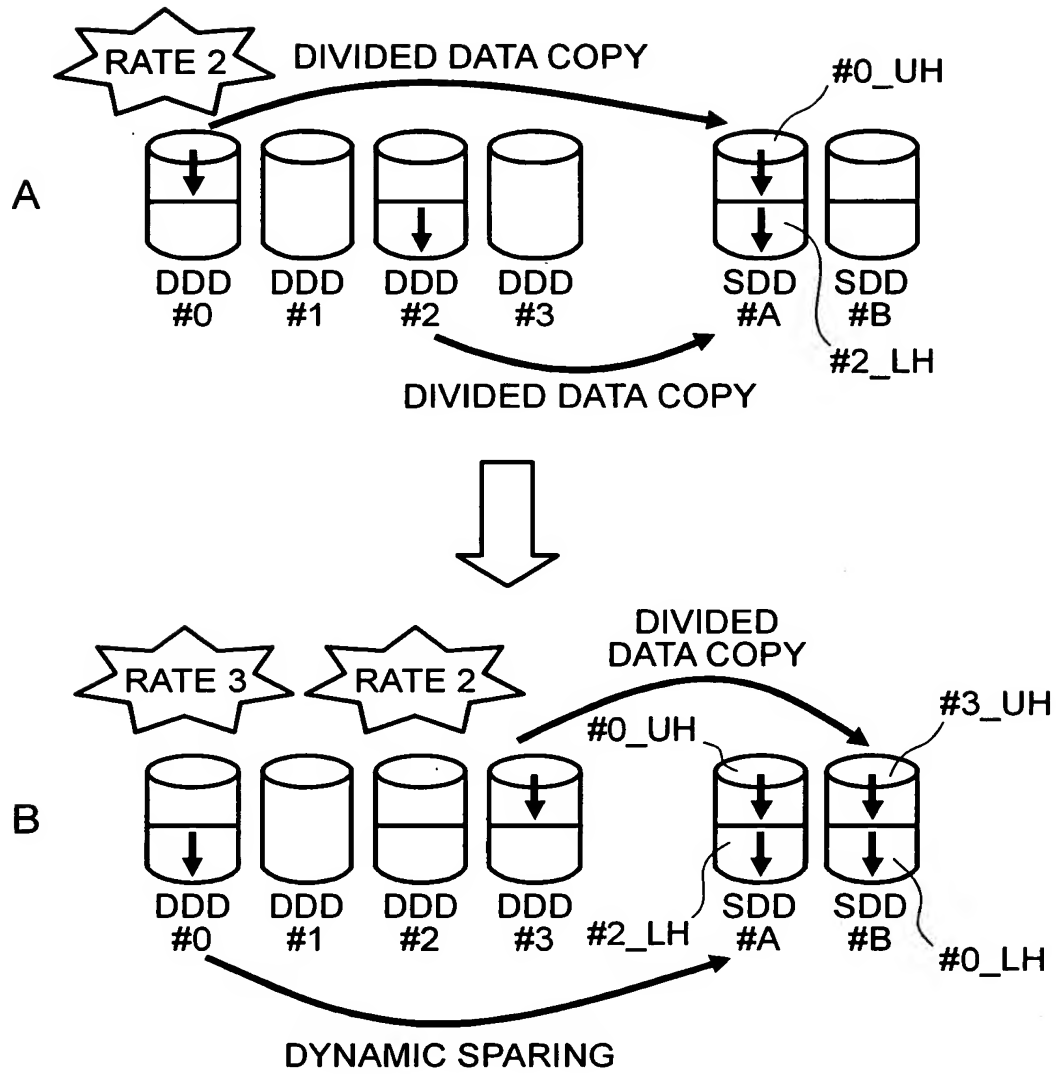 RATE 2
DIVIDED DATA COPY
#0_UH
A
DDD
#0
DDD
#1
DDD
#2
DDD
#3
SDD
#A
SDD
#B
#2_LH
DIVIDED DATA COPY
RATE 3
RATE 2
DIVIDED
DATA COPY
#0_UH
#3_UH
B
DDD
#0
DDD
#1
DDD
#2
DDD
#3
#2_LH
SDD
#A
SDD
#B
#0_LH
DYNAMIC SPARING